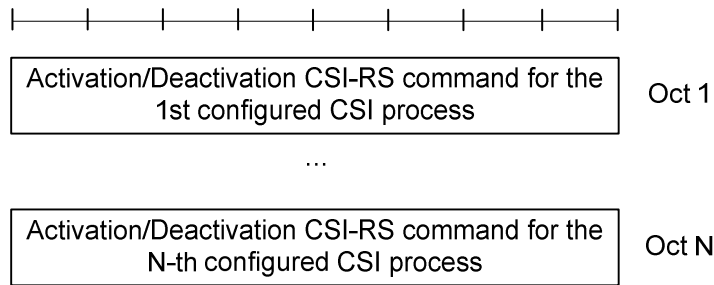 Activation/Deactivation CSI-RS command for the
1st configured CSI process
Oct 1
...
Activation/Deactivation CSI-RS command for the
N-th configured CSI process
Oct N